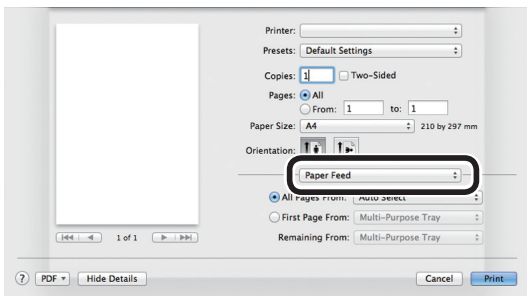 Printer:
Presets: Default Settings
Copies: 1 Two-Sided
Pages: All
From: 1 to: 1
Paper Size: A4 210 by 297 mm
Orientation:
Paper Feed
All Pages From: Auto Select
First Page From: Multi-Purpose Tray
Remaining From: Multi-Purpose Tray
1 of 1
? PDF Hide Details Cancel Print